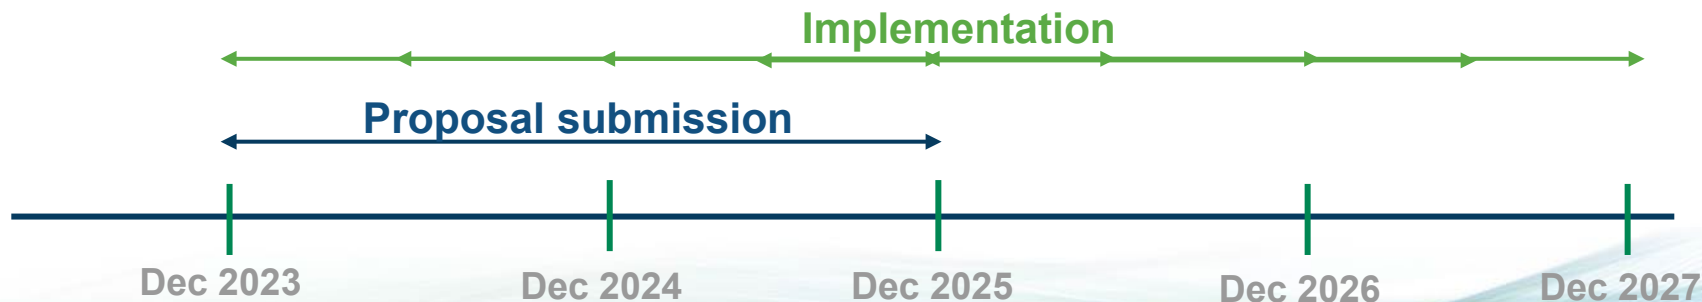 Implementation
Proposal submission
Dec 2023
Dec 2024
Dec 2025
Dec 2026
Dec 2027